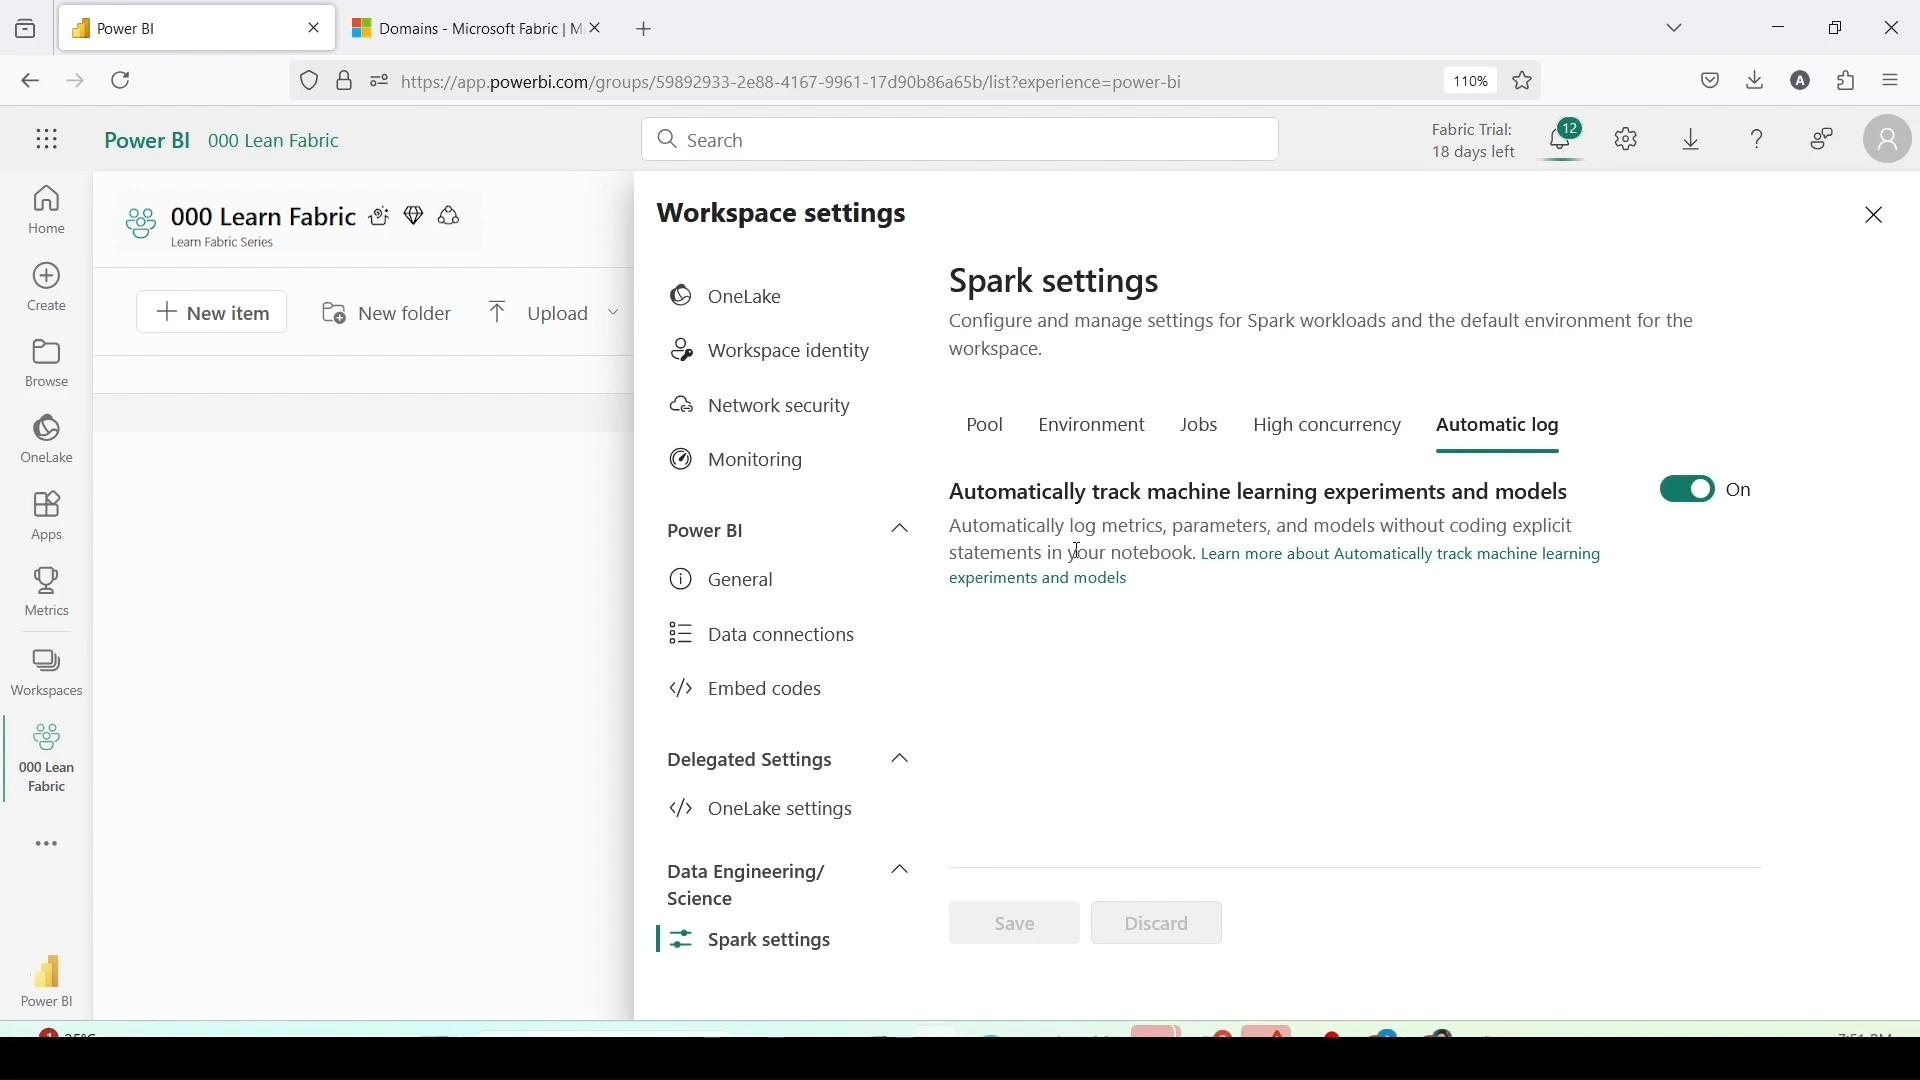 Power BI
Domains - Microsoft Fabric | M
https://app.powerbi.com/groups/59892933-2e88-4167-9961-17d90b86a65b/list?experience=power-bi
110%
A
Power BI 000 Lean Fabric
Search
Fabric Trial:
18 days left
12
Home
Create
Browse
OneLake
Apps
Metrics
Workspaces
000 Lean
Fabric
Power BI
000 Learn Fabric
Learn Fabric Series
New item
New folder
Upload
Workspace settings
OneLake
Workspace identity
Network security
Monitoring
Power BI
General
Data connections
Embed codes
Delegated Settings
OneLake settings
Data Engineering/
Science
Spark settings
Spark settings
Configure and manage settings for Spark workloads and the default environment for the
workspace.
Pool Environment Jobs High concurrency Automatic log
Automatically track machine learning experiments and models
On
Automatically log metrics, parameters, and models without coding explicit
statements in your notebook. Learn more about Automatically track machine learning
experiments and models
Save Discard